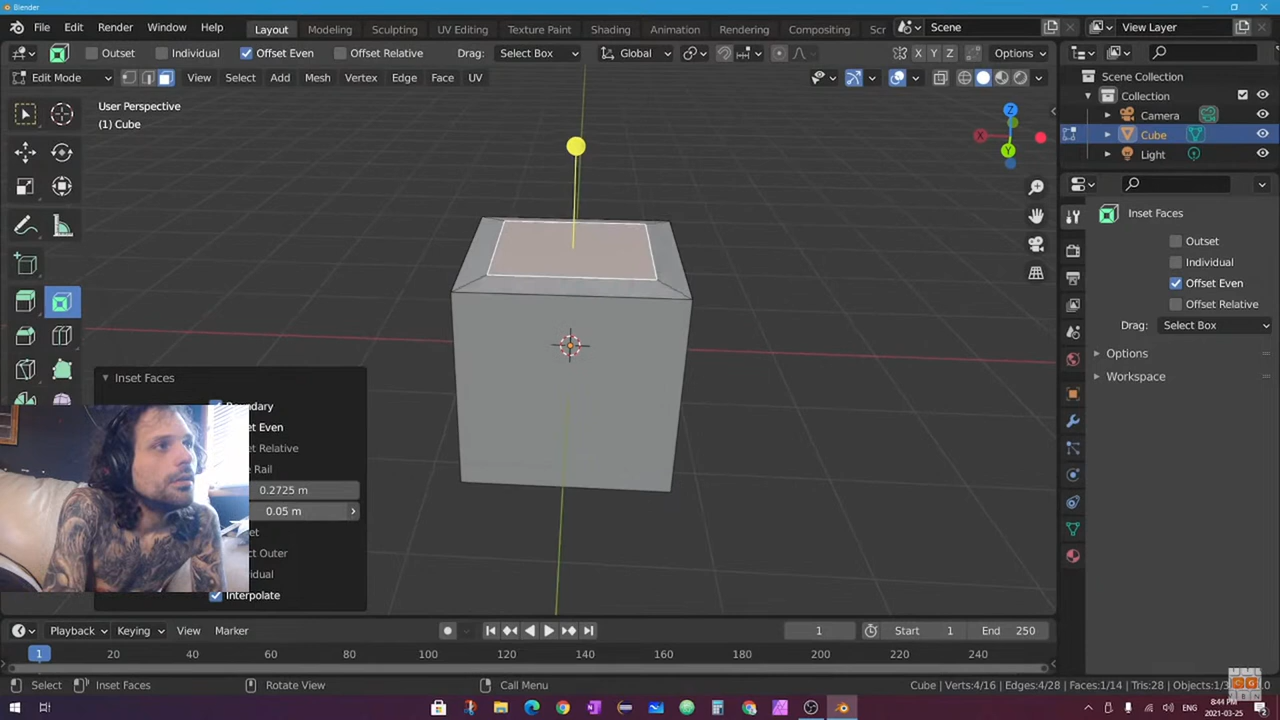 Blender
File Edit Render Window Help Layout Modeling Sculpting UV Editing Texture Paint Shading Animation Rendering Compositing Scr Scene View Layer
Outset Individual Offset Even Offset Relative Drag: Select Box Global Options
Edit Mode View Select Add Mesh Vertex Edge Face UV
User Perspective
(1) Cube
X Y Z
Z
X
Y
Scene Collection
Collection
Camera
Cube
Light
Inset Faces
Outset
Individual
Offset Even
Offset Relative
Drag: Select Box
Options
Workspace
Inset Faces
Even
Relative
Rail
0.2725 m
0.05 m
Outer
Interpolate
Playback Keying View Marker 1 Start 1 End 250
1 20 40 60 80 100 120 140 160 180 200 220 240
Select Inset Faces Rotate View Call Menu Cube | Verts:4/16 | Edges:4/28 | Faces:1/14 | Tris:28 | Objects:1/
CG
8:44 PM
ENG
2021-03-25